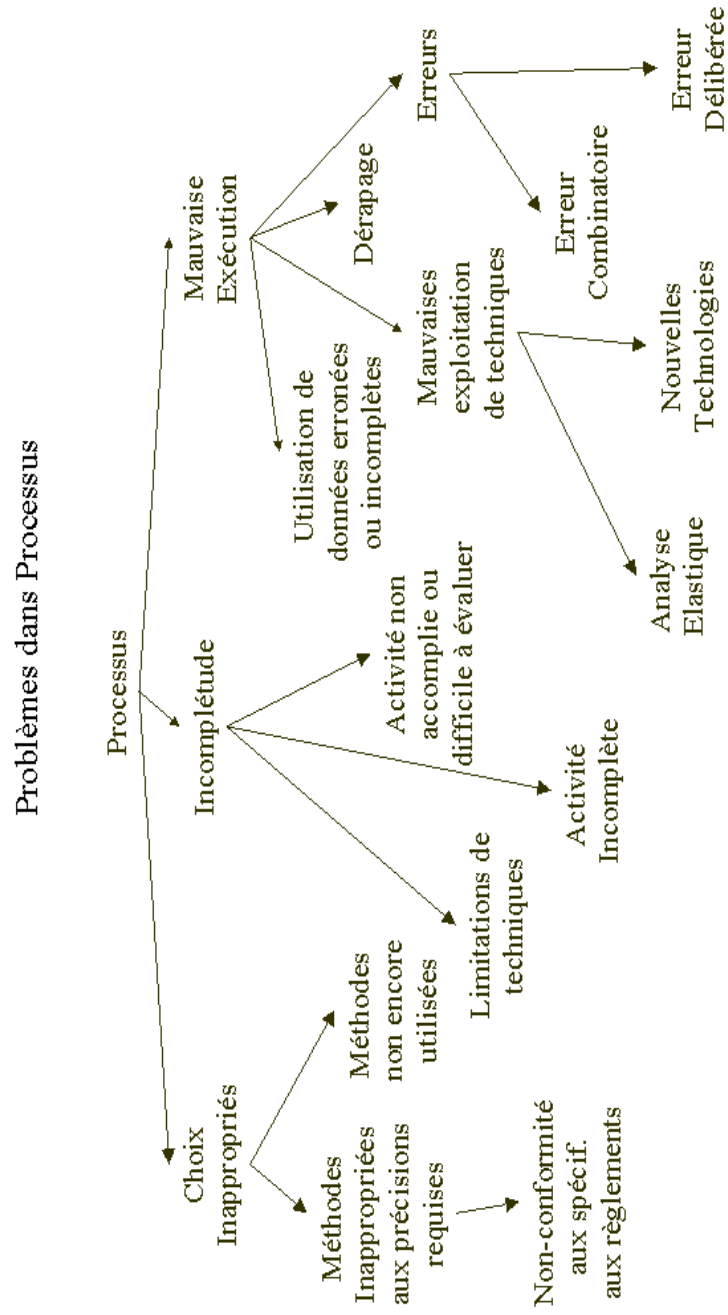 Problèmes dans Processus
Processus
Choix
Inappropriés
Incomplétude
Mauvaise
Exécution
Méthodes
Inappropriées
aux précisions
requises
Méthodes
non encore
utilisées
Non-conformité
aux spécif.
aux règlements
Limitations de
techniques
Activité
Incomplète
Activité non
accomplie ou
difficile à évaluer
Utilisation de
données erronées
ou incomplètes
Mauvaises
exploitation
de techniques
Dérapage
Erreurs
Analyse
Elastique
Nouvelles
Technologies
Erreur
Combinatoire
Erreur
Délibérée